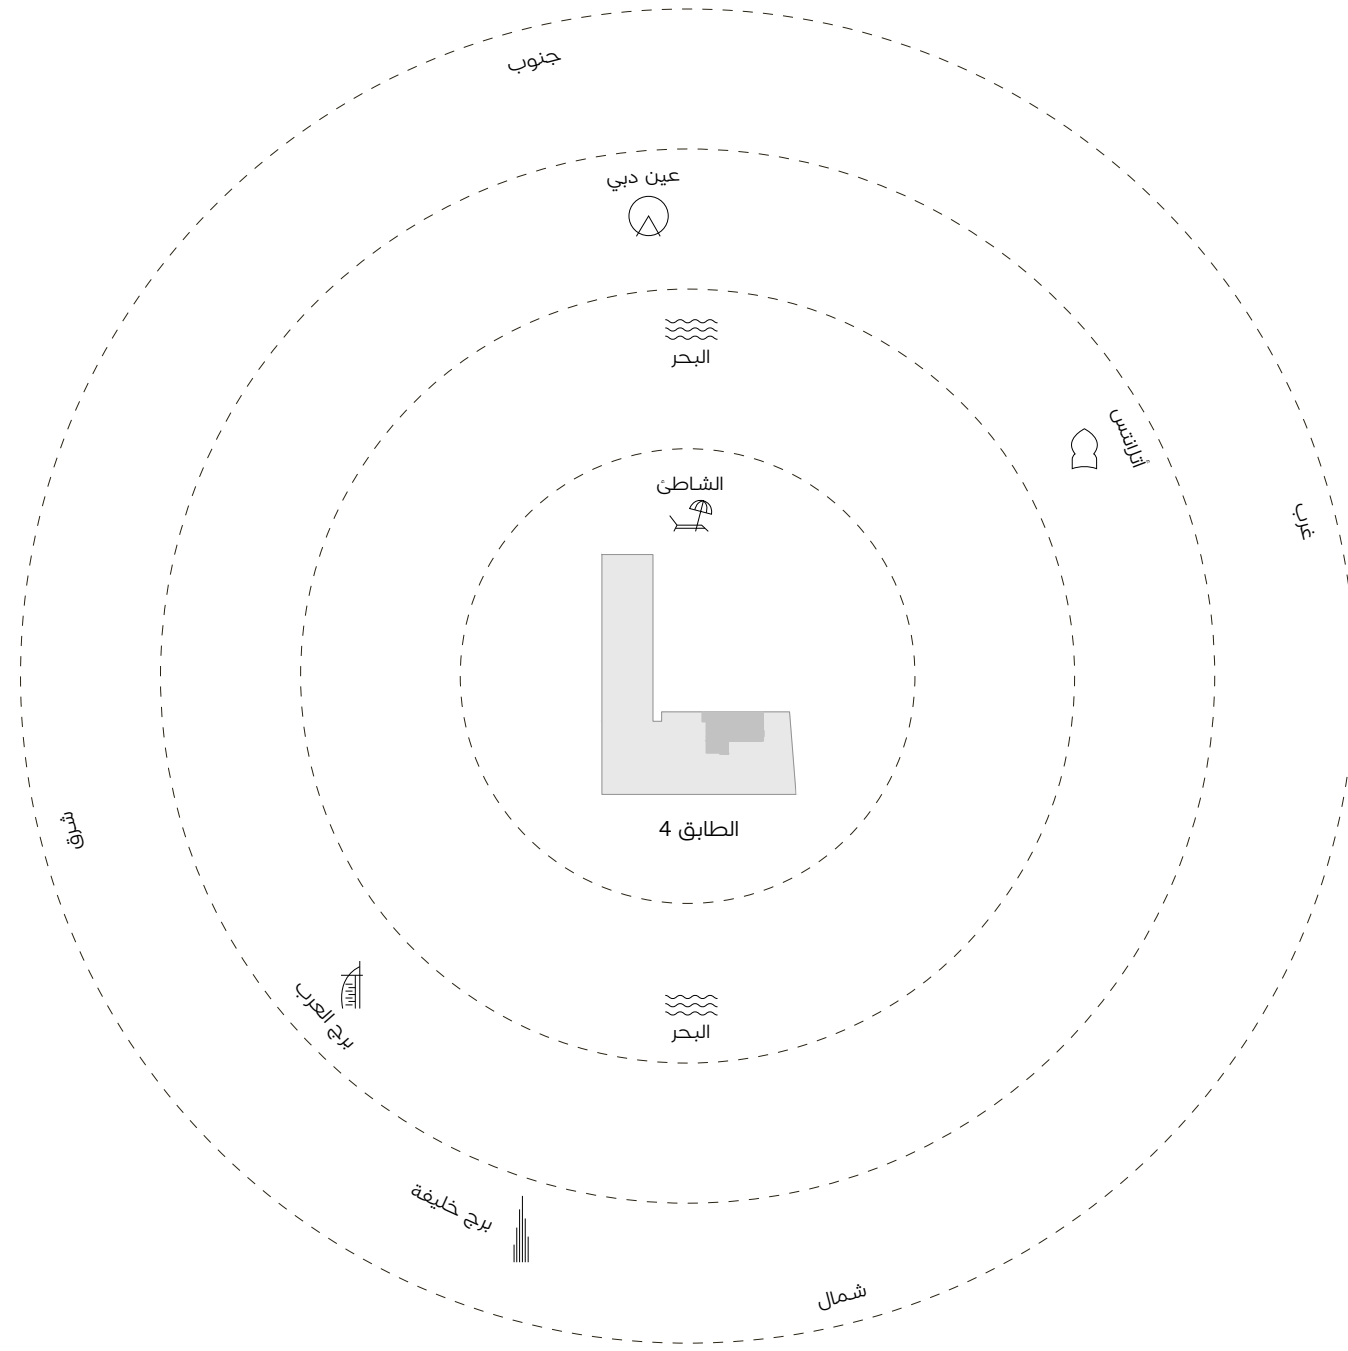 جنوب
عين دبي
البحر
أتلانتس
الشاطئ
غرب
شرق
الطابق 4
برج العرب
البحر
برج خليفة
شمال